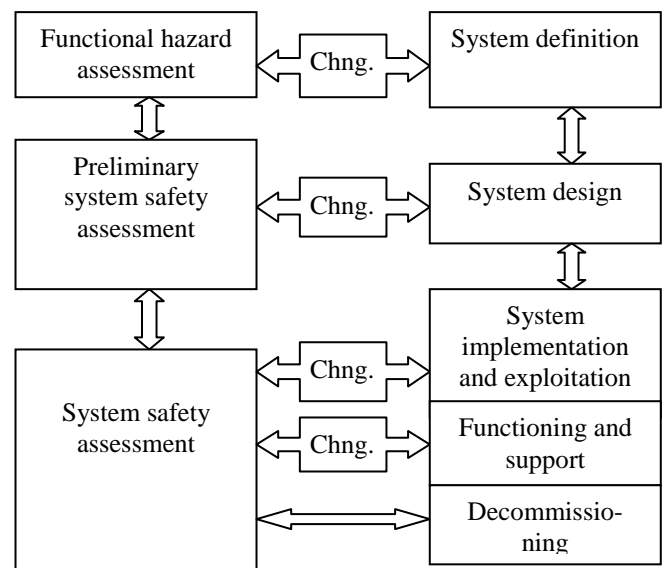 Functional hazard
assessment
Chng.
System definition
Preliminary
system safety
assessment
Chng.
System design
System safety
assessment
Chng.
System
implementation
and exploitation
Chng.
Functioning and
support
Decommissio-
ning